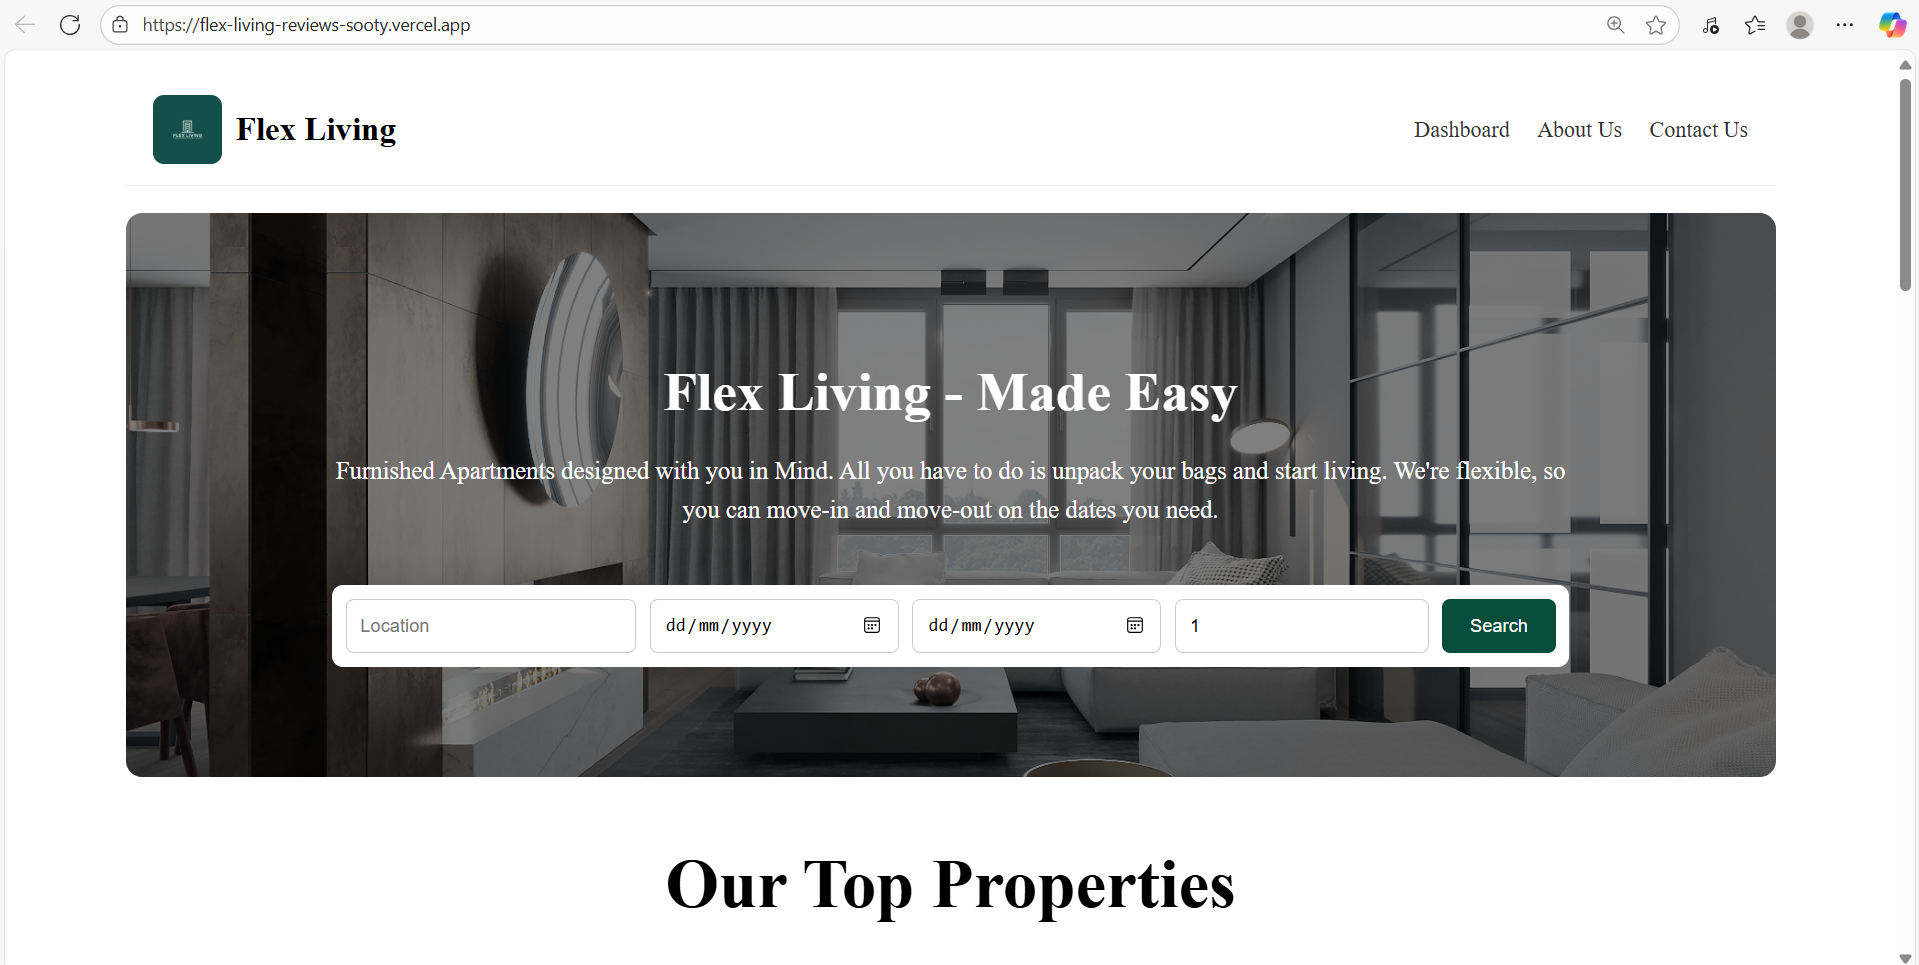 https://flex-living-reviews-sooty.vercel.app
FLEX LIVING
Flex Living
Dashboard About Us Contact Us
Flex Living - Made Easy
Furnished Apartments designed with you in Mind. All you have to do is unpack your bags and start living. We're flexible, so
you can move-in and move-out on the dates you need.
Location dd/mm/yyyy dd/mm/yyyy 1 Search
Our Top Properties